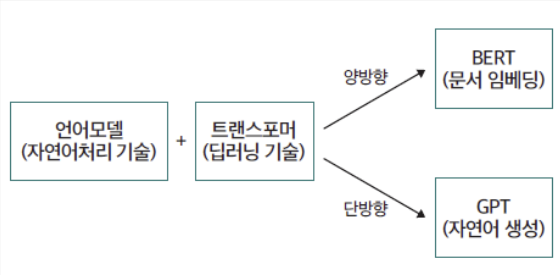 언어모델
(자연어처리 기술)
+
트랜스포머
(딥러닝 기술)
양방향
BERT
(문서 임베딩)
단방향
GPT
(자연어 생성)